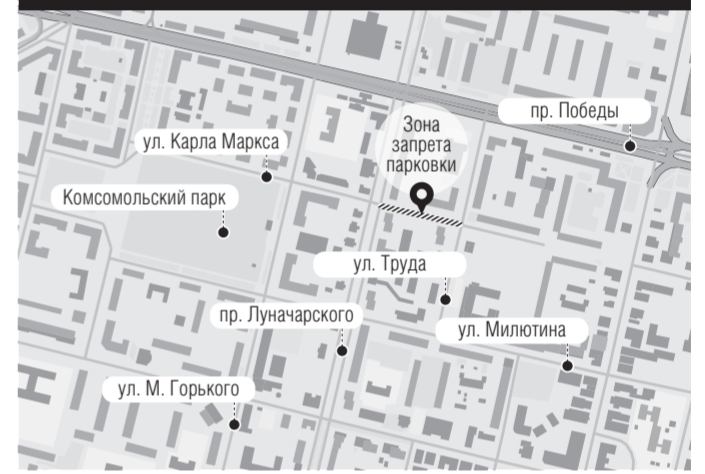 пр. Победы
Зона
запрета
парковки
ул. Карла Маркса
Комсомольский парк
ул. Труда
пр. Луначарского
ул. Милютина
ул. М. Горького